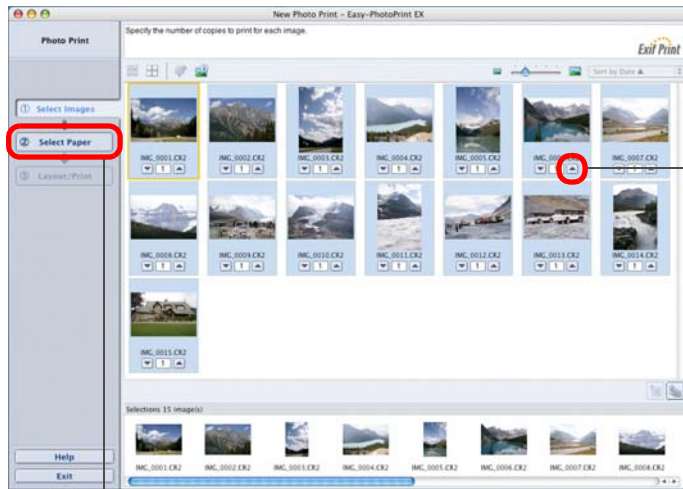 New Photo Print - Easy-PhotoPrint EX
Photo Print
Specify the number of copies to print for each image.
Exif Print
Sort by Date
① Select Images
② Select Paper
③ Layout/Print
IMG_0001.CR2 IMG_0002.CR2 IMG_0003.CR2 IMG_0004.CR2 IMG_0005.CR2 IMG_0007.CR2
1 1 1 1 1 1 1
IMG_0008.CR2 IMG_0009.CR2 IMG_0010.CR2 IMG_0011.CR2 IMG_0012.CR2 IMG_0013.CR2 IMG_0014.CR2
1 1 1 1 1 1 1
IMG_0015.CR2
1
Selections 15 image(s)
IMG_0001.CR2 IMG_0002.CR2 IMG_0003.CR2 IMG_0004.CR2 IMG_0005.CR2 IMG_0006.CR2 IMG_0007.CR2 IMG_0008.CR2
Help
Exit